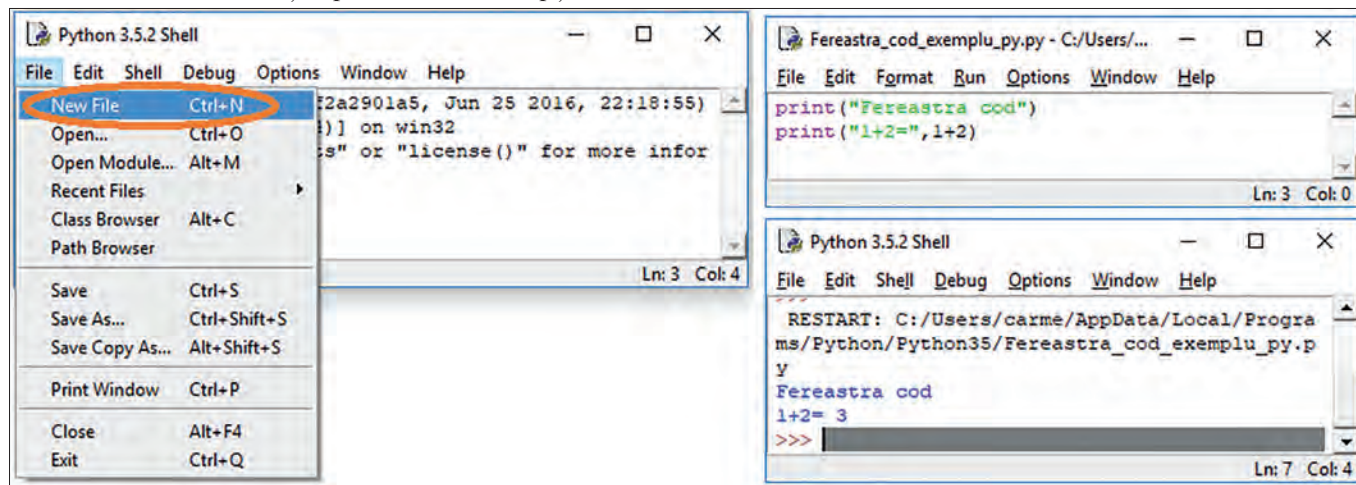 Python 3.5.2 Shell
File Edit Shell Debug Options Window Help
New File Ctrl+N
Open... Ctrl+O
Open Module... Alt+M
Recent Files
Class Browser Alt+C
Path Browser
Save Ctrl+S
Save As... Ctrl+Shift+S
Save Copy As... Alt+Shift+S
Print Window Ctrl+P
Close Alt+F4
Exit Ctrl+Q
f2a2901a5, Jun 25 2016, 22:18:55)
)] on win32
s" or "license()" for more infor
Ln: 3 Col: 4
Fereastra_cod_exemplu_py.py - C:/Users/...
File Edit Format Run Options Window Help
print("Fereastra cod")
print("1+2=",1+2)
Ln: 3 Col: 0
Python 3.5.2 Shell
File Edit Shell Debug Options Window Help
>>>
RESTART: C:/Users/carme/AppData/Local/Progra
ms/Python/Python35/Fereastra_cod_exemplu_py.p
y
Fereastra cod
1+2= 3
>>>
Ln: 7 Col: 4